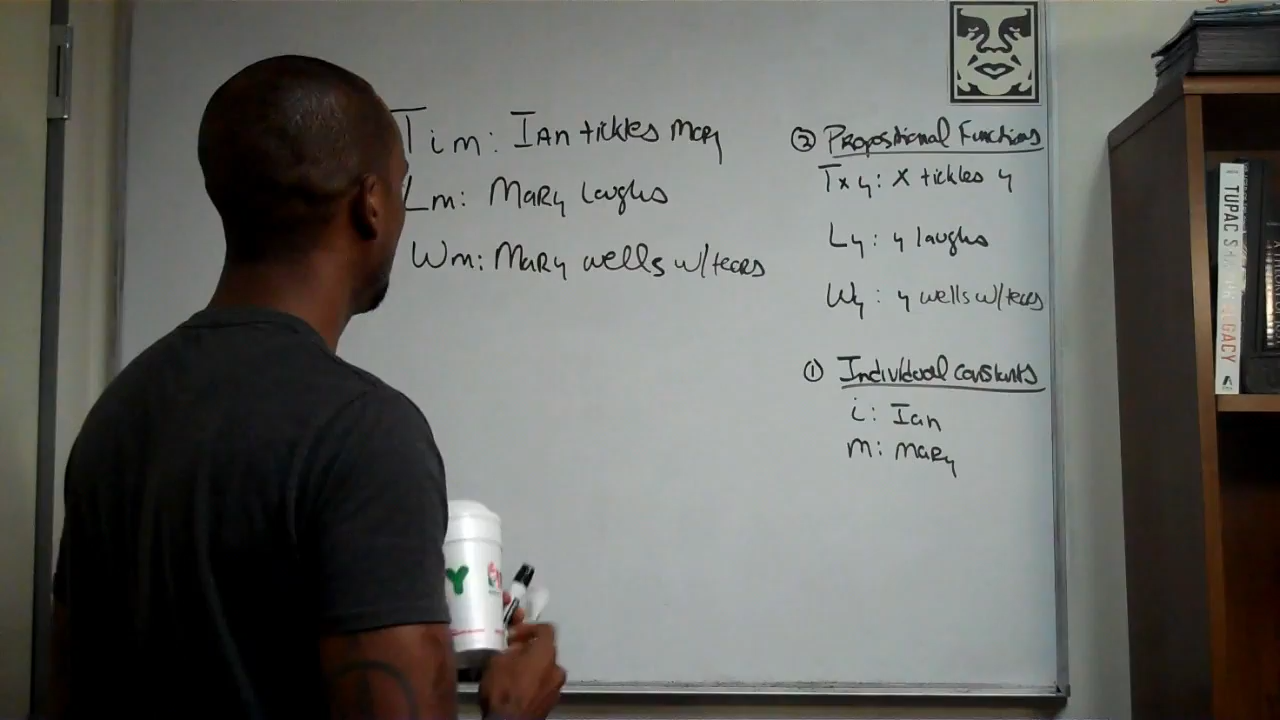 Tim: Ian tickles Mary
Lm: Mary laughs
Wm: Mary wells w/tears
② Propositional Functions
Txy: x tickles y
Ly: y laughs
Wy: y wells w/tears
① Individual constants
i: Ian
m: Mary
Y
TUPAC SHAKUR LEGACY